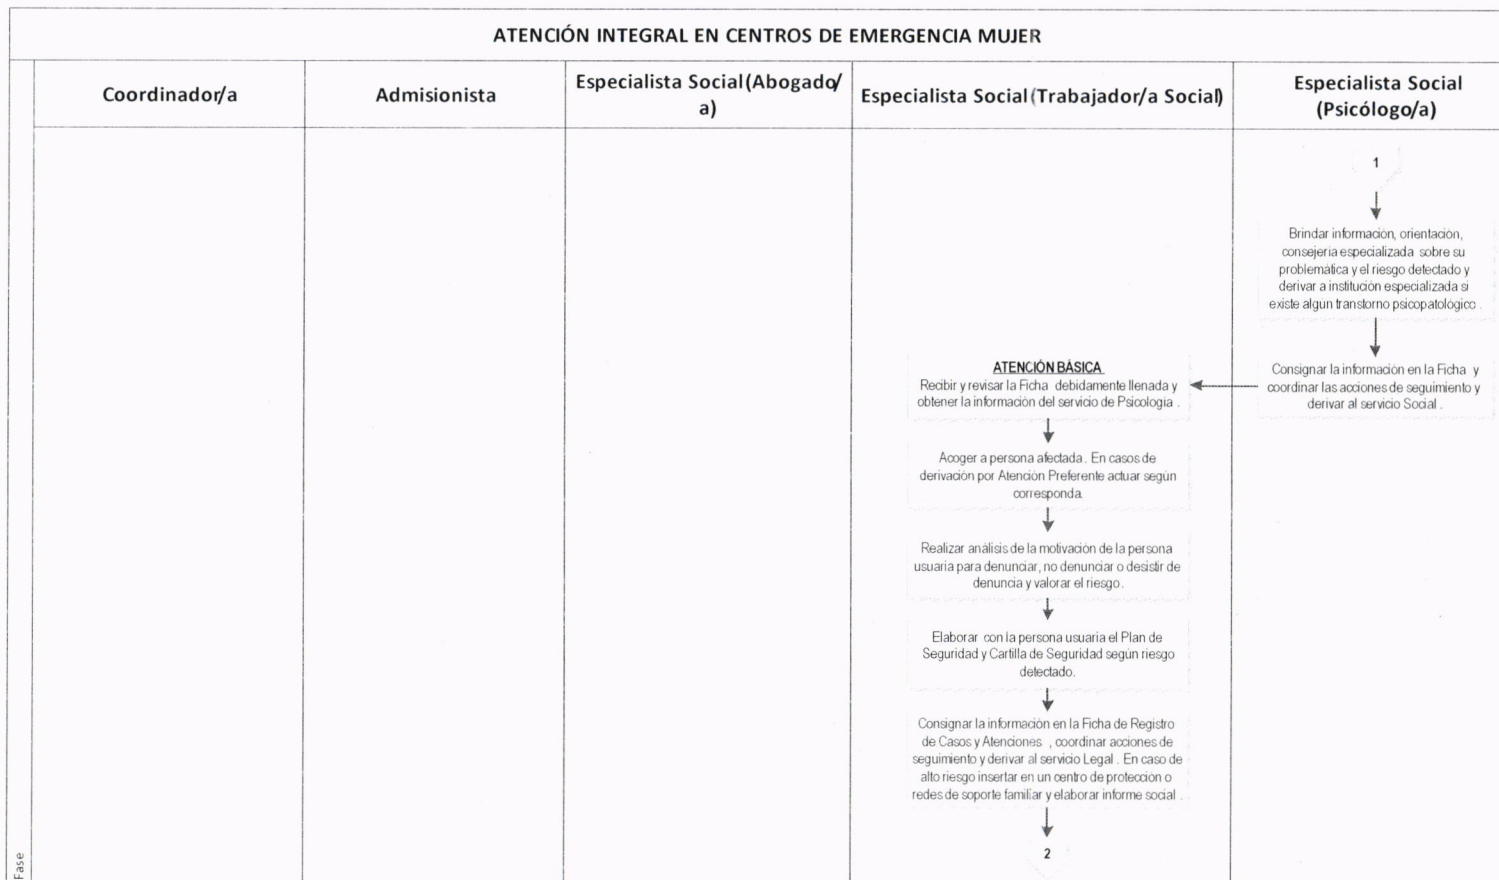 ATENCIÓN INTEGRAL EN CENTROS DE EMERGENCIA MUJER
Coordinador/a
Admisionista
Especialista Social (Abogado/
a)
Especialista Social (Trabajador/a Social)
Especialista Social
(Psicólogo/a)
1
Brindar información, orientación,
consejeria especializada sobre su
problemática y el riesgo detectado y
derivar a institución especializada si
existe algun transtorno psicopatológico .
Consignar la información en la Ficha y
coordinar las acciones de seguimiento y
derivar al servicio Social .
ATENCIÓN BÁSICA
Recibir y revisar la Ficha debidamente llenada y
obtener la información del servicio de Psicologia .
Acoger a persona afectada . En casos de
derivación por Atención Preferente actuar según
corresponda.
Realizar análisis de la motivación de la persona
usuaria para denunciar, no denunciar o desistir de
denuncia y valorar el riesgo .
Elaborar con la persona usuaria el Plan de
Seguridad y Cartilla de Seguridad según riesgo
detectado.
Consignar la información en la Ficha de Registro
de Casos y Atenciones , coordinar acciones de
seguimiento y derivar al servicio Legal . En caso de
alto riesgo insertar en un centro de protección o
redes de soporte familiar y elaborar informe social .
2
Fase